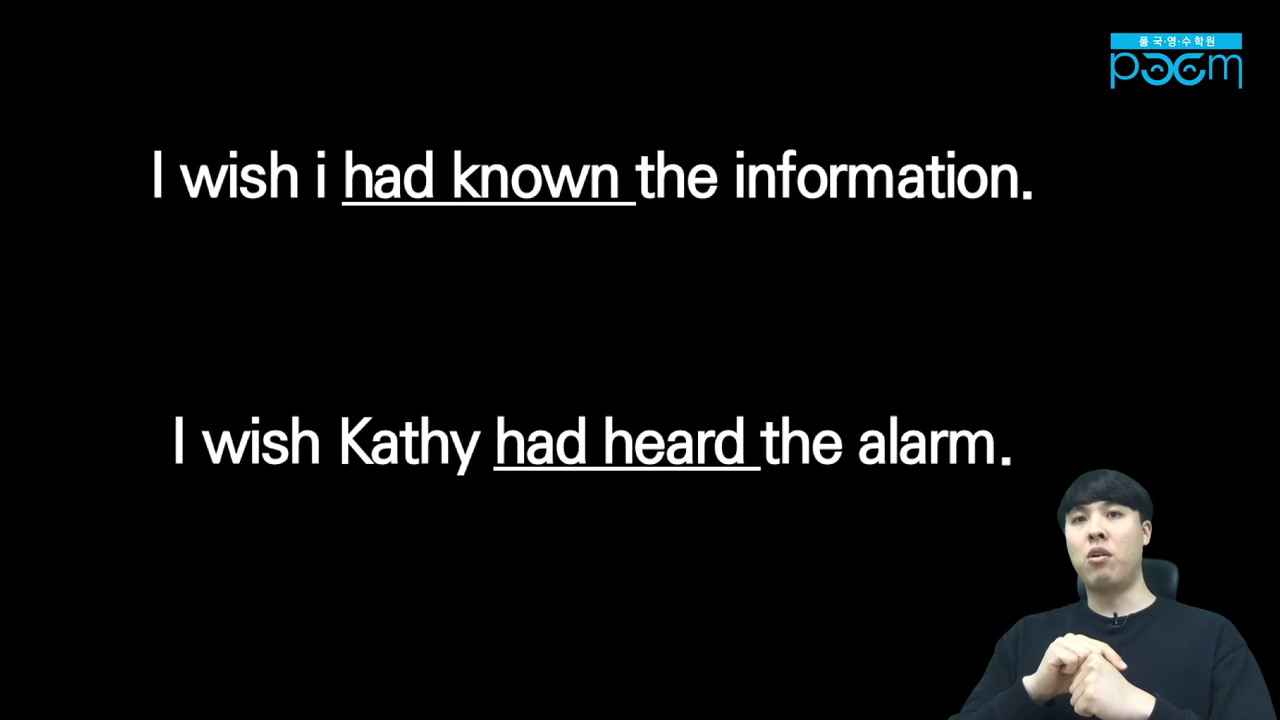 품 국·영·수 학원
poom
I wish i had known the information.
I wish Kathy had heard the alarm.